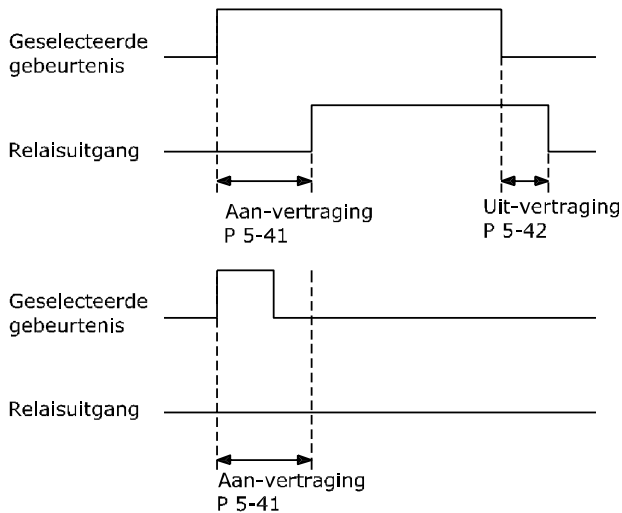 Geselecteerde
gebeurtenis
Relaisuitgang
Aan-vertraging
P 5-41
Uit-vertraging
P 5-42
Geselecteerde
gebeurtenis
Relaisuitgang
Aan-vertraging
P 5-41